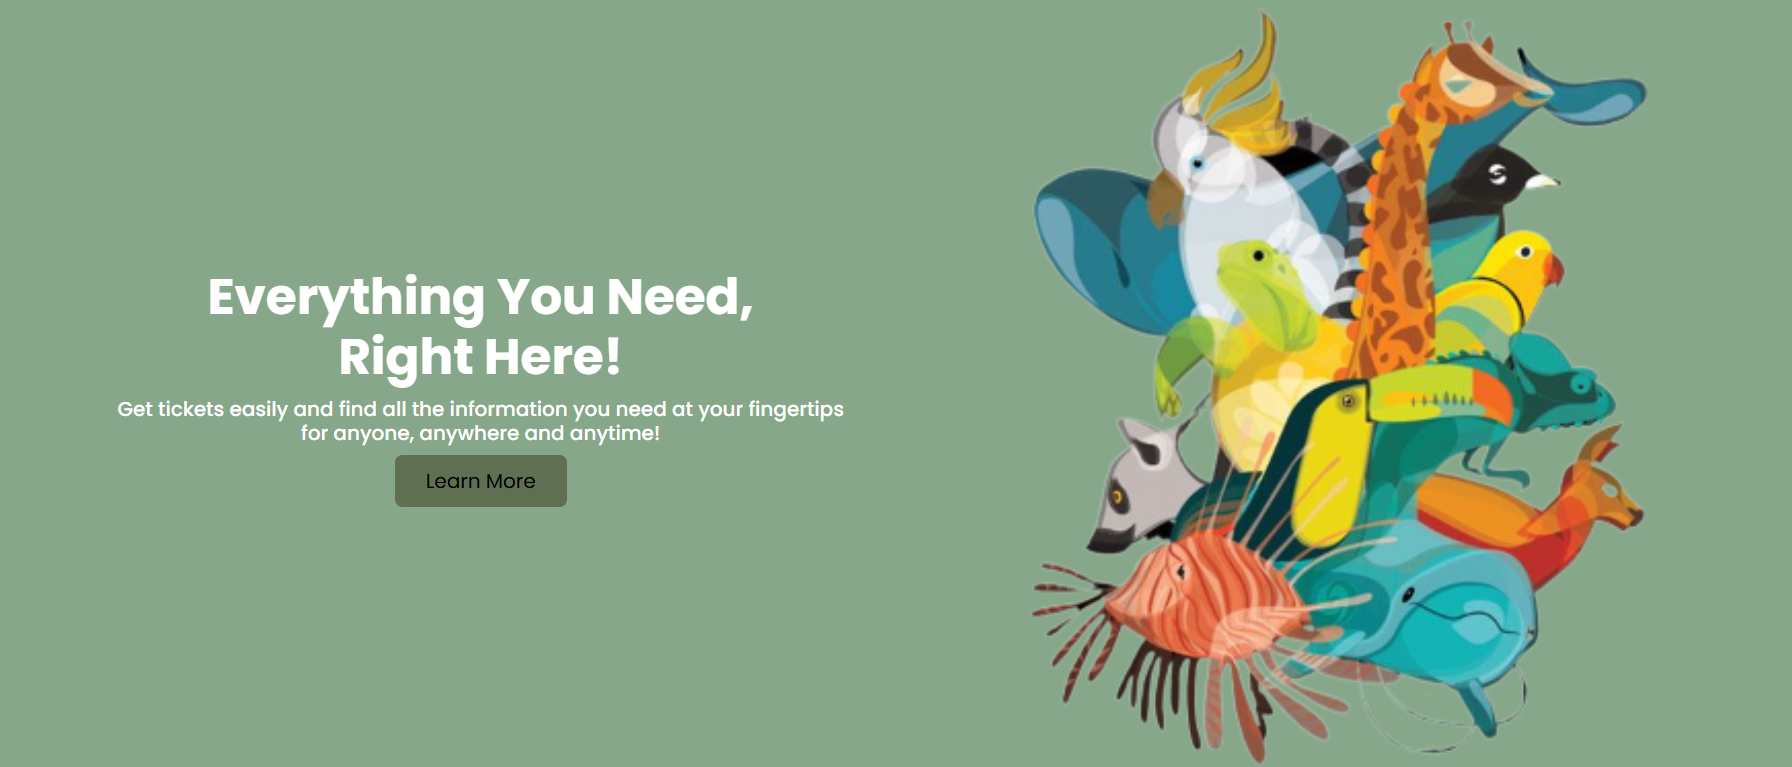 Everything You Need,
Right Here!
Get tickets easily and find all the information you need at your fingertips
for anyone, anywhere and anytime!
Learn More